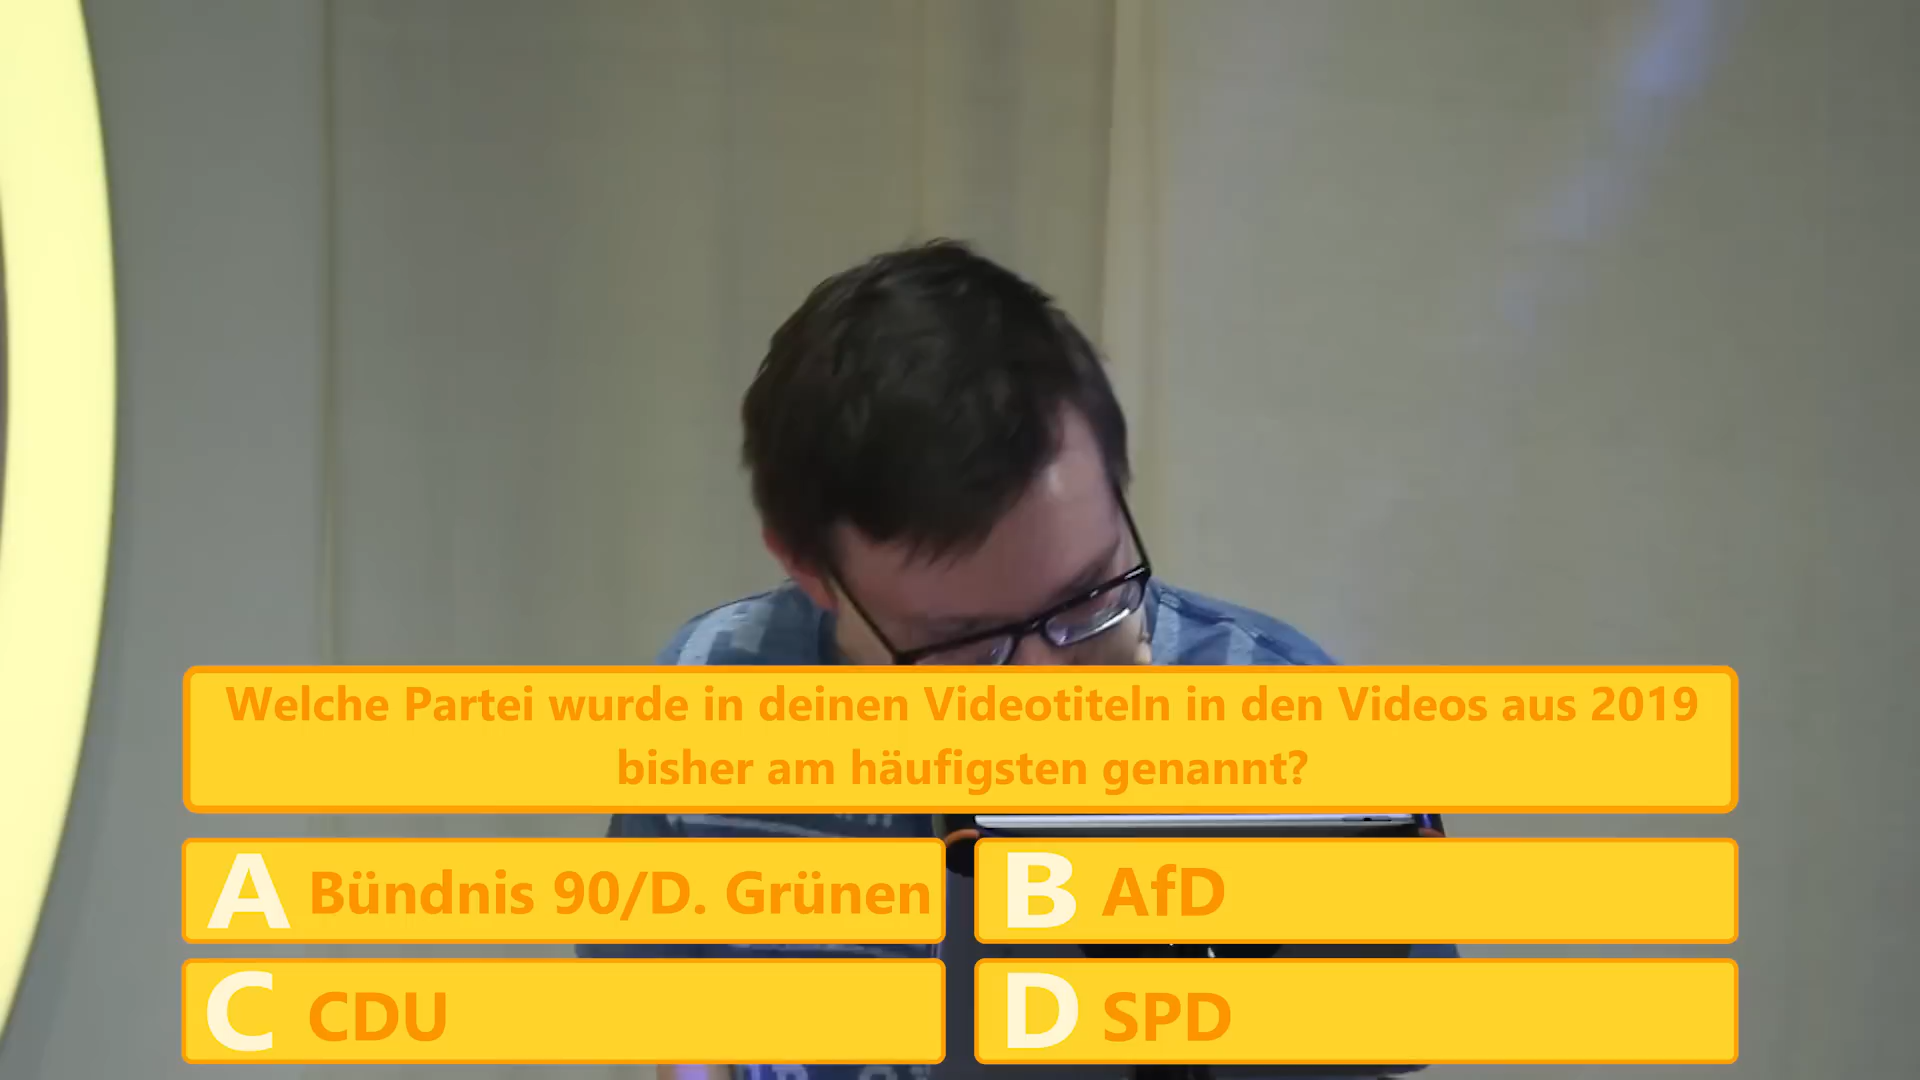 Welche Partei wurde in deinen Videotiteln in den Videos aus 2019
bisher am häufigsten genannt?
A Bündnis 90/D. Grünen
B AfD
C CDU
D SPD